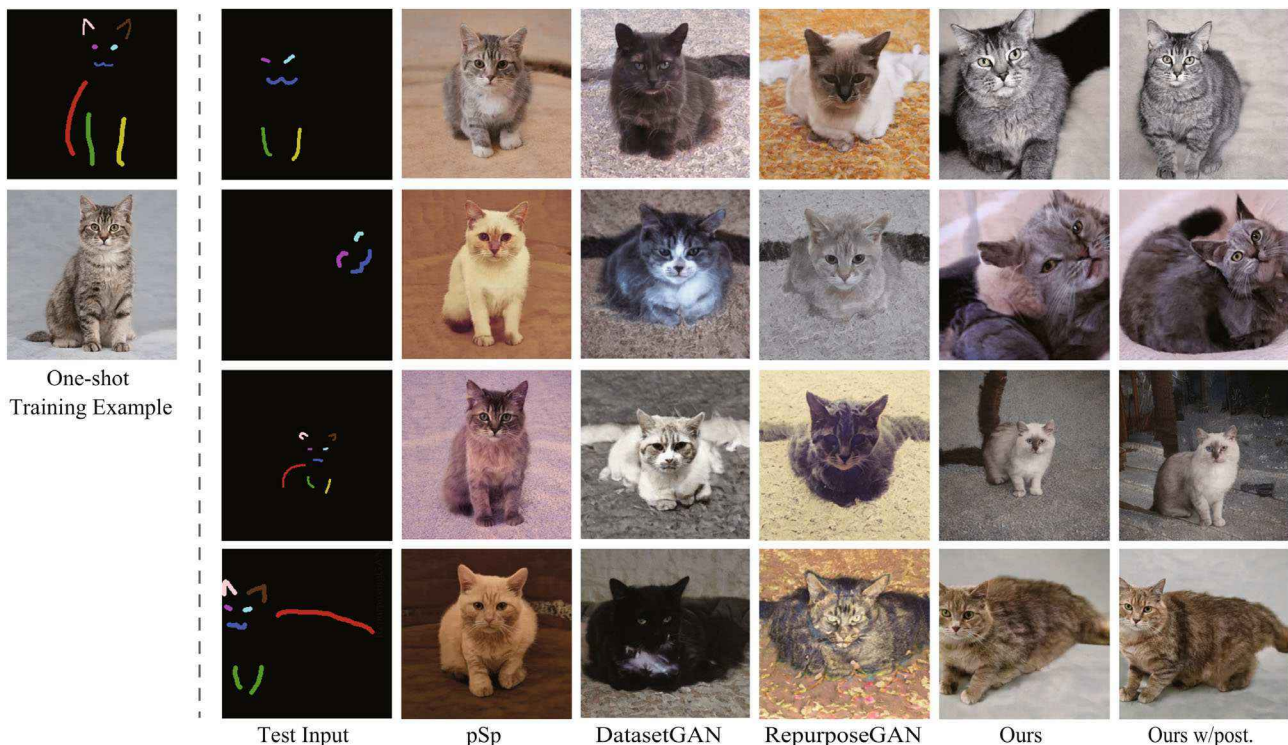 One-shot
Training Example
Test Input
pSp
DatasetGAN
RepurposeGAN
Ours
Ours w/post.